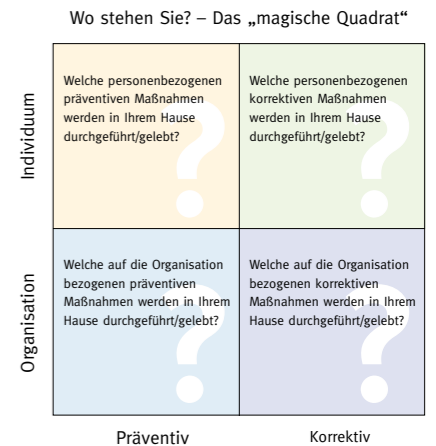 Wo stehen Sie? – Das „magische Quadrat“
Individuum
Welche personenbezogenen
präventiven Maßnahmen
werden in Ihrem Hause
durchgeführt/gelebt?
?
Welche personenbezogenen
korrektiven Maßnahmen
werden in Ihrem Hause
durchgeführt/gelebt?
?
Organisation
Welche auf die Organisation
bezogenen präventiven
Maßnahmen werden in Ihrem
Hause durchgeführt/gelebt?
?
Welche auf die Organisation
bezogenen korrektiven
Maßnahmen werden in Ihrem
Hause durchgeführt/gelebt?
?
Präventiv
Korrektiv